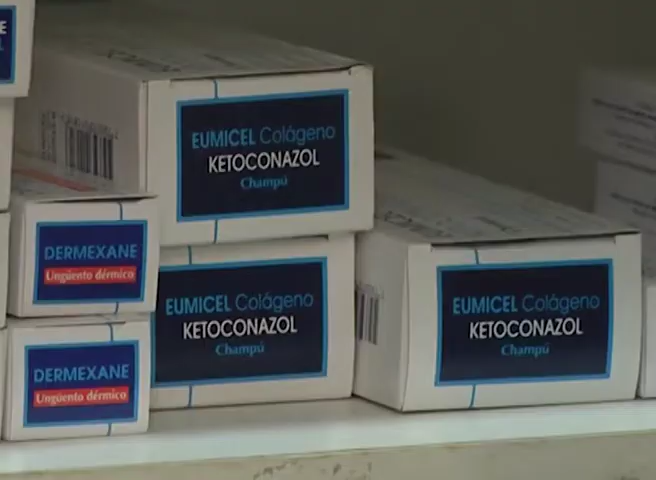 EUMICEL Colágeno
KETOCONAZOL
Champú
DERMEXANE
Ungüento dérmico
EUMICEL Colágeno
KETOCONAZOL
Champú
EUMICEL Colágeno
KETOCONAZOL
Champú
DERMEXANE
Ungüento dérmico